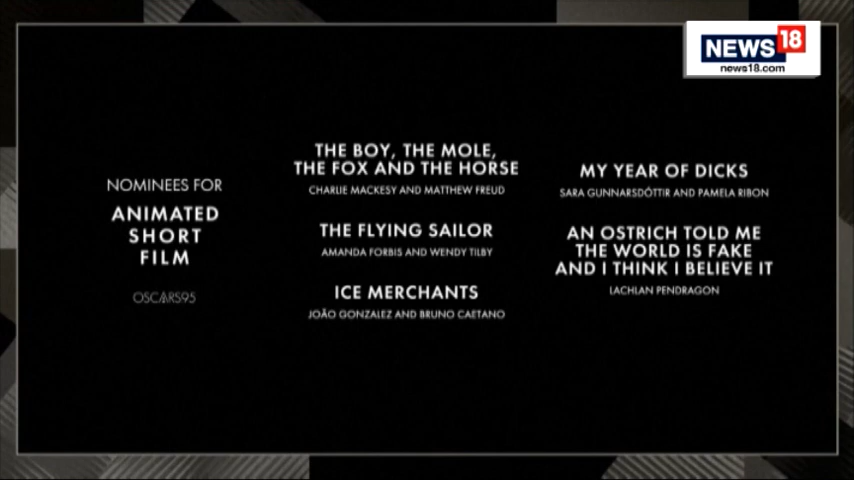 NEWS 18
news18.com
NOMINEES FOR
ANIMATED
SHORT
FILM
OSCARS95
THE BOY, THE MOLE,
THE FOX AND THE HORSE
CHARLIE MACKESY AND MATTHEW FREUD
THE FLYING SAILOR
AMANDA FORBIS AND WENDY TILBY
ICE MERCHANTS
JOÃO GONZALEZ AND BRUNO CAETANO
MY YEAR OF DICKS
SARA GUNNARSDÓTTIR AND PAMELA RIBON
AN OSTRICH TOLD ME
THE WORLD IS FAKE
AND I THINK I BELIEVE IT
LACHLAN PENDRAGON